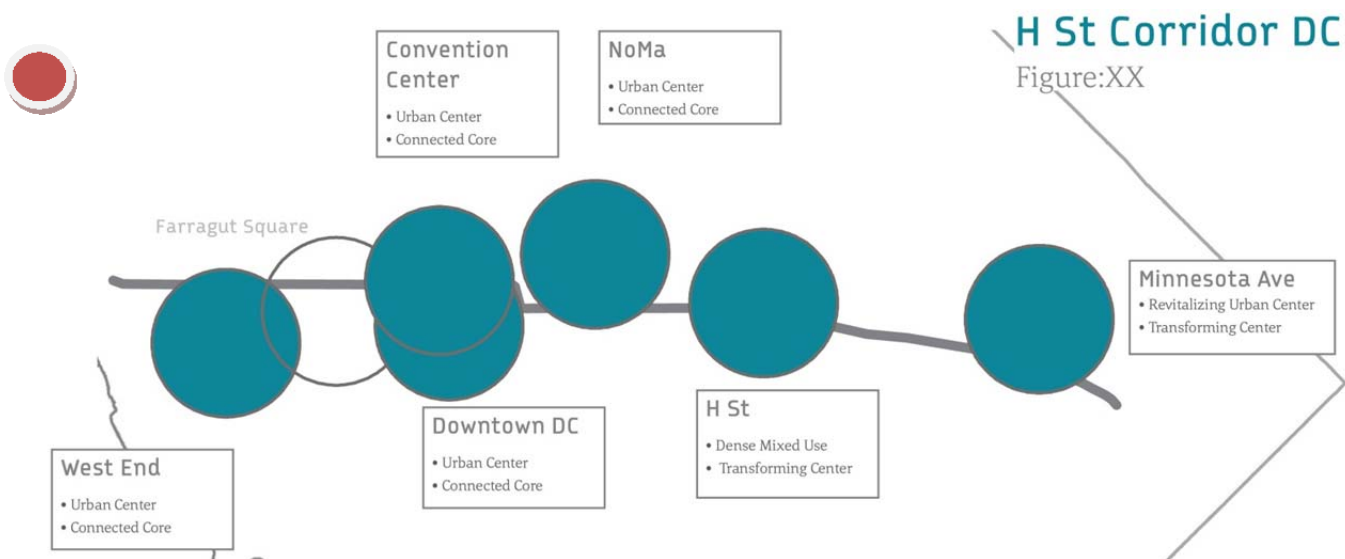 H St Corridor DC
Figure:XX
Convention
Center
• Urban Center
• Connected Core
NoMa
• Urban Center
• Connected Core
Farragut Square
Minnesota Ave
• Revitalizing Urban Center
• Transforming Center
Downtown DC
• Urban Center
• Connected Core
H St
• Dense Mixed Use
• Transforming Center
West End
• Urban Center
• Connected Core